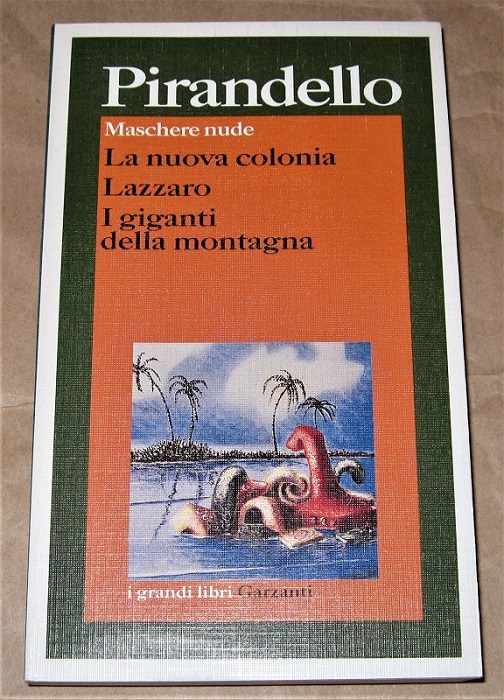 Pirandello
Maschere nude
La nuova colonia
Lazzaro
I giganti
della montagna
i grandi libri Garzanti